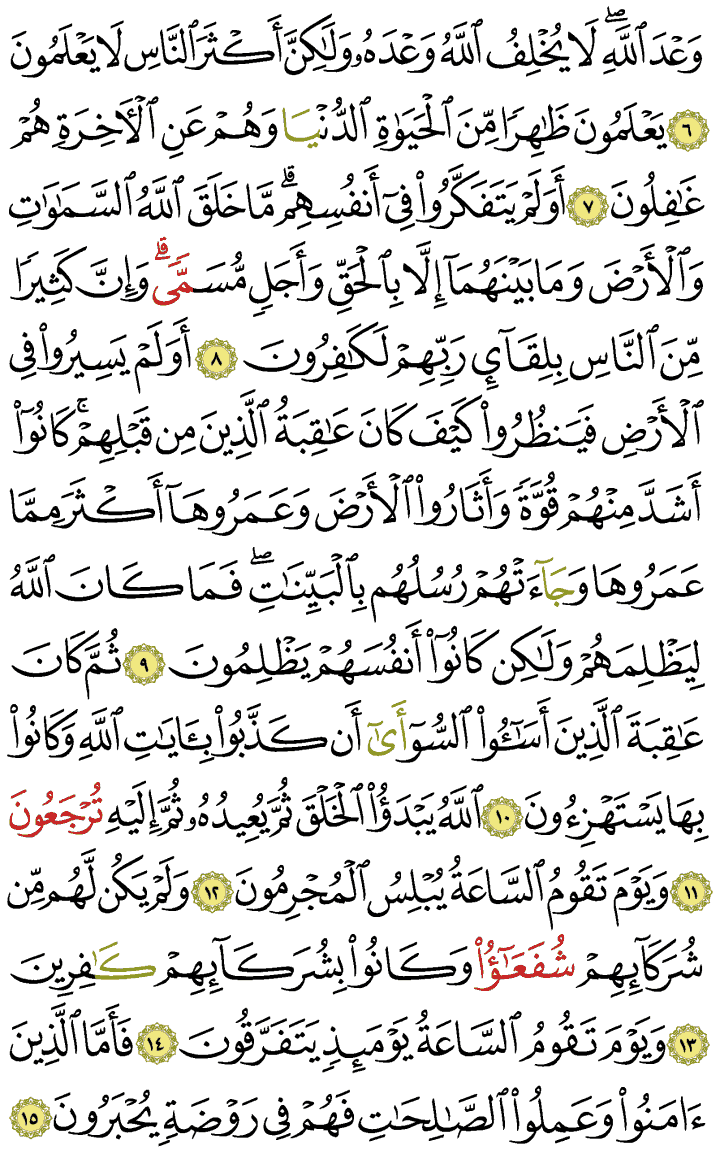 وَعْدَ ٱللَّهِۖ لَا يُخْلِفُ ٱللَّهُ وَعْدَهُۥ وَلَٰكِنَّ أَكْثَرَ ٱلنَّاسِ لَا يَعْلَمُونَ
٦ يَعْلَمُونَ ظَٰهِرًا مِّنَ ٱلْحَيَوٰةِ ٱلدُّنْيَا وَهُمْ عَنِ ٱلْأٓخِرَةِ هُمْ
غَٰفِلُونَ ٧ أَوَلَمْ يَتَفَكَّرُوا۟ فِىٓ أَنفُسِهِمۗ مَّا خَلَقَ ٱللَّهُ ٱلسَّمَٰوَٰتِ
وَٱلْأَرْضَ وَمَا بَيْنَهُمَآ إِلَّا بِٱلْحَقِّ وَأَجَلٍ مُّسَمًّىۗ وَإِنَّ كَثِيرًا
مِّنَ ٱلنَّاسِ بِلِقَآئِ رَبِّهِمْ لَكَٰفِرُونَ ٨ أَوَلَمْ يَسِيرُوا۟ فِى
ٱلْأَرْضِ فَيَنظُرُوا۟ كَيْفَ كَانَ عَٰقِبَةُ ٱلَّذِينَ مِن قَبْلِهِمْۚ كَانُوٓا۟
أَشَدَّ مِنْهُمْ قُوَّةً وَأَثَارُوا۟ ٱلْأَرْضَ وَعَمَرُوهَآ أَكْثَرَ مِمَّا
عَمَرُوهَا وَجَآءَتْهُمْ رُسُلُهُم بِٱلْبَيِّنَٰتِۖ فَمَا كَانَ ٱللَّهُ
لِيَظْلِمَهُمْ وَلَٰكِن كَانُوٓا۟ أَنفُسَهُمْ يَظْلِمُونَ ٩ ثُمَّ كَانَ
عَٰقِبَةَ ٱلَّذِينَ أَسَٰٓـُٔوا۟ ٱلسُّوٓأَىٰٓ أَن كَذَّبُوا۟ بِـَٔايَٰتِ ٱللَّهِ وَكَانُوا۟
بِهَا يَسْتَهْزِءُونَ ١٠ ٱللَّهُ يَبْدَؤُا۟ ٱلْخَلْقَ ثُمَّ يُعِيدُهُۥ ثُمَّ إِلَيْهِ تُرْجَعُونَ
١١ وَيَوْمَ تَقُومُ ٱلسَّاعَةُ يُبْلِسُ ٱلْمُجْرِمُونَ ١٢ وَلَمْ يَكُن لَّهُم مِّن
شُرَكَآئِهِمْ شُفَعَٰٓؤُا۟ وَكَانُوا۟ بِشُرَكَآئِهِمْ كَٰفِرِينَ
١٣ وَيَوْمَ تَقُومُ ٱلسَّاعَةُ يَوْمَئِذٍ يَتَفَرَّقُونَ ١٤ فَأَمَّا ٱلَّذِينَ
ءَامَنُوا۟ وَعَمِلُوا۟ ٱلصَّٰلِحَٰتِ فَهُمْ فِى رَوْضَةٍ يُحْبَرُونَ ١٥